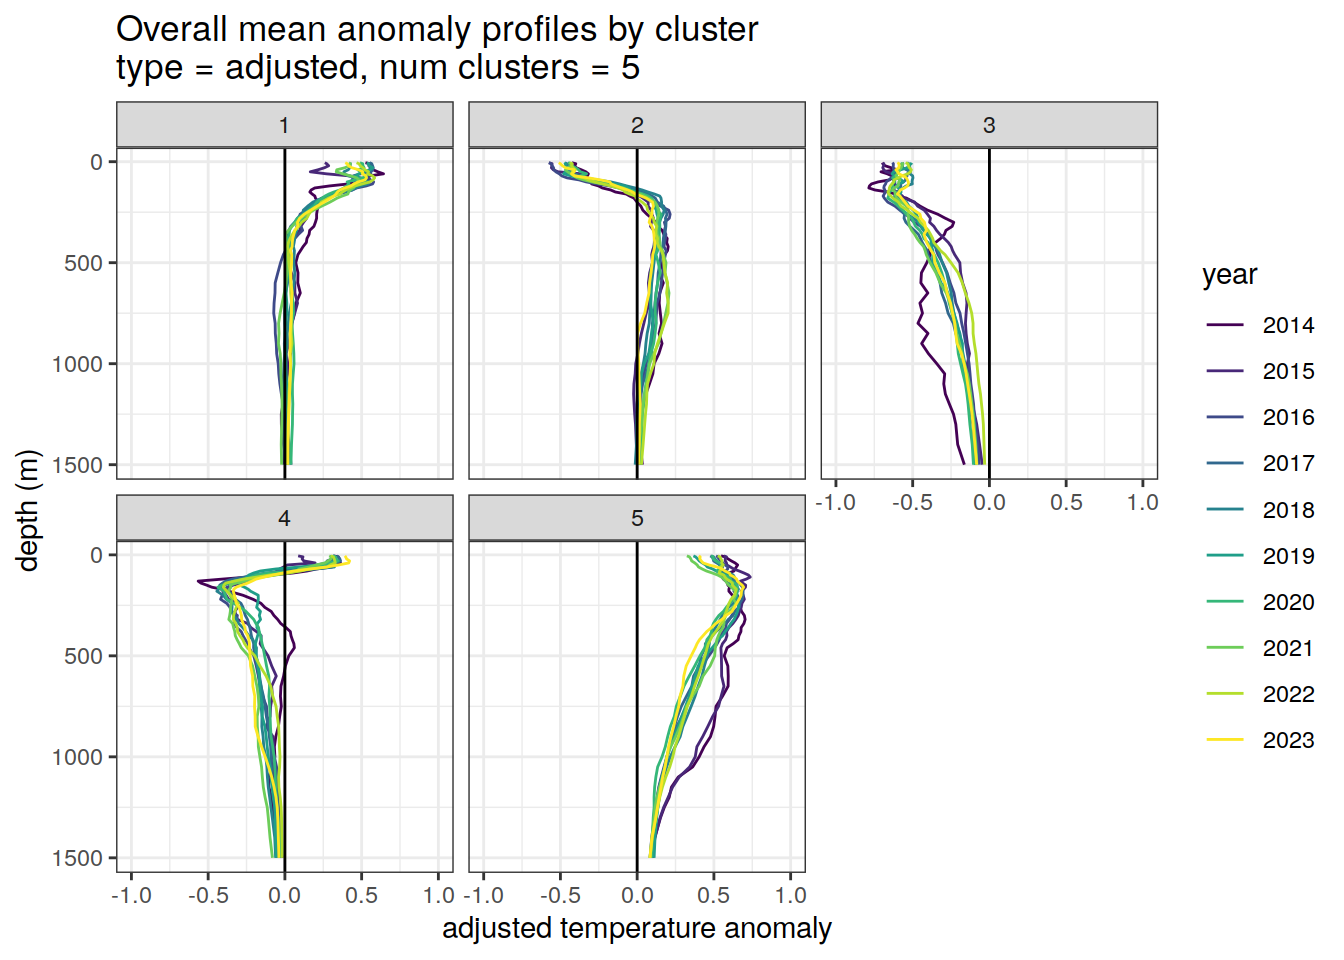 Overall mean anomaly profiles by cluster
type = adjusted, num clusters = 5
1
2
3
0
500
1000
1500
-1.0 -0.5 0.0 0.5 1.0
4
5
0
500
1000
1500
-1.0 -0.5 0.0 0.5 1.0
-1.0 -0.5 0.0 0.5 1.0
adjusted temperature anomaly
depth (m)
year
2014
2015
2016
2017
2018
2019
2020
2021
2022
2023